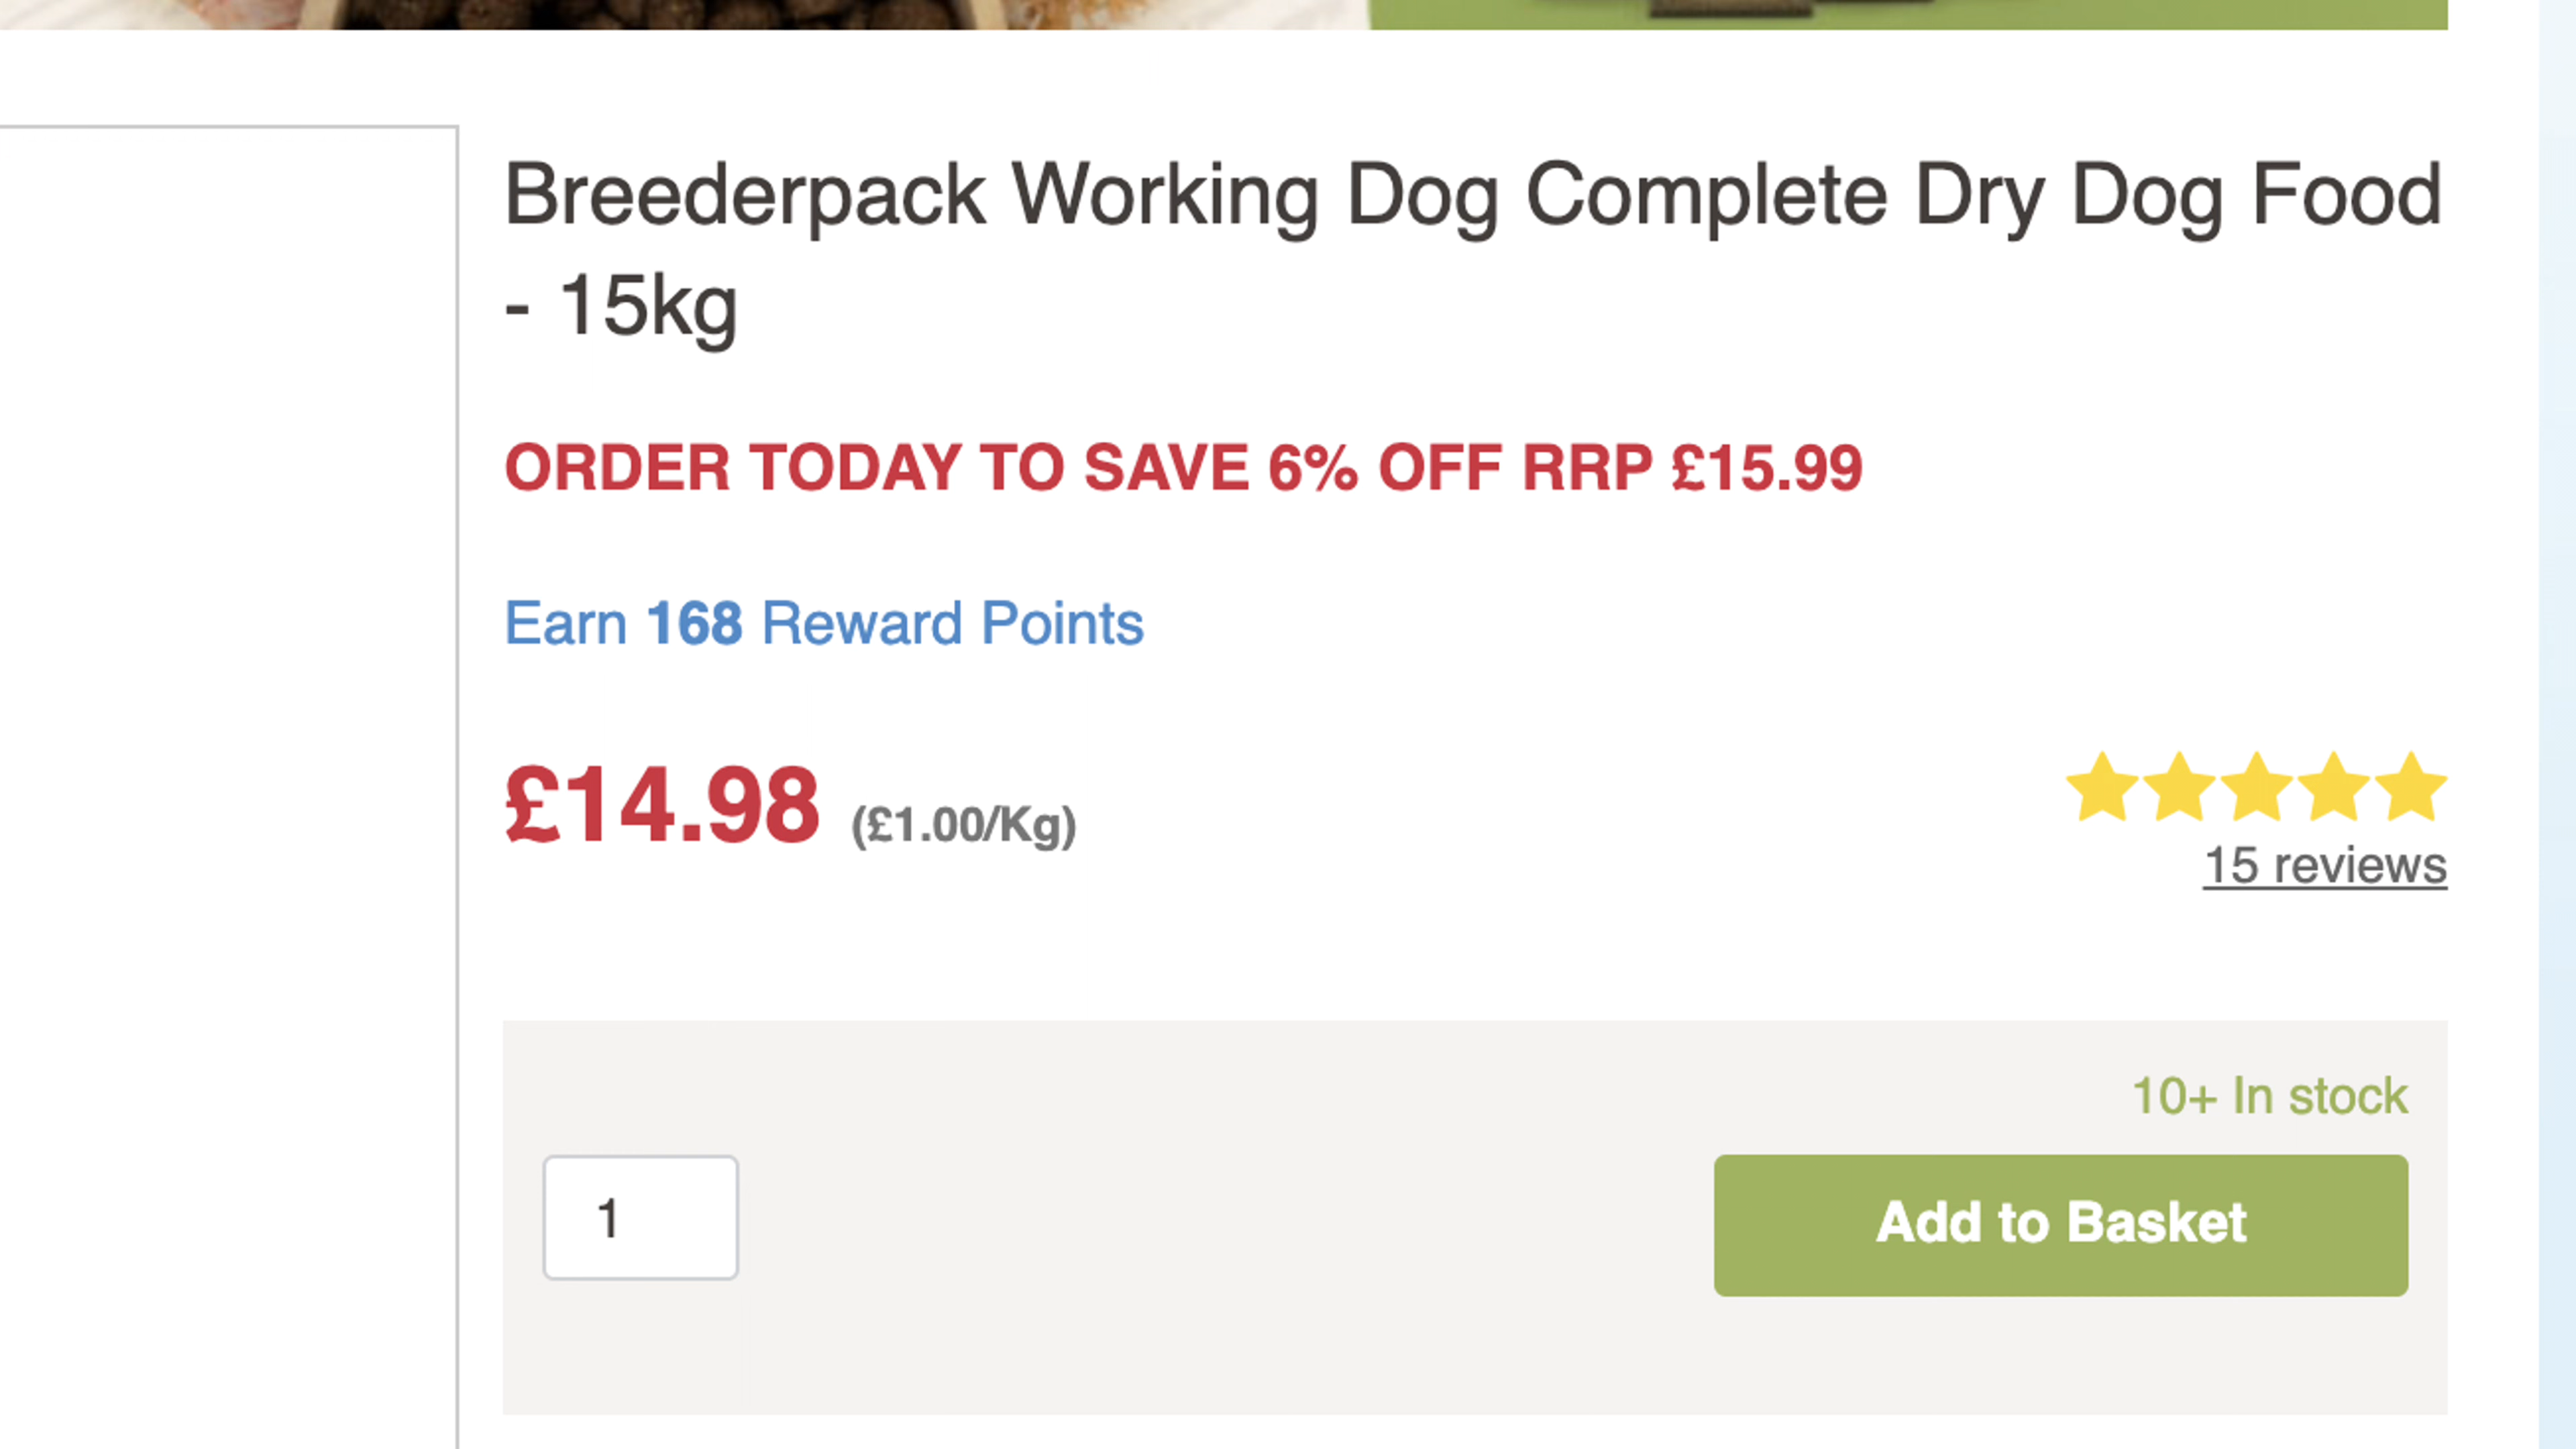 Breederpack Working Dog Complete Dry Dog Food
- 15kg
ORDER TODAY TO SAVE 6% OFF RRP £15.99
Earn 168 Reward Points
£14.98 (£1.00/Kg)
15 reviews
10+ In stock
1
Add to Basket